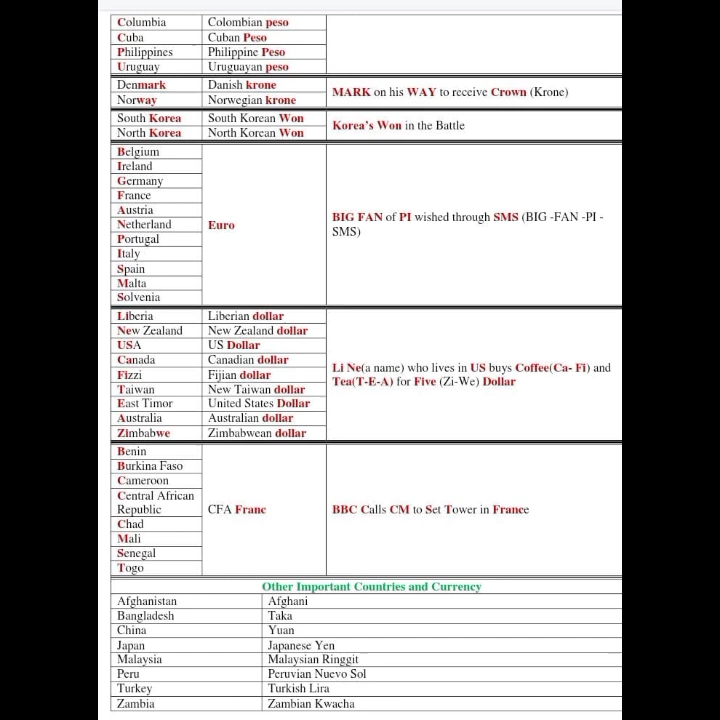 Columbia Colombian peso
Cuba Cuban Peso
Philippines Philippine Peso
Uruguay Uruguayan peso
Denmark Danish krone
Norway Norwegian krone
MARK on his WAY to receive Crown (Krone)
South Korea South Korean Won
North Korea North Korean Won
Korea's Won in the Battle
Belgium
Ireland
Germany
France
Austria
Netherland
Portugal
Italy
Spain
Malta
Solvenia
Euro
BIG FAN of PI wished through SMS (BIG -FAN -PI -
SMS)
Liberia Liberian dollar
New Zealand New Zealand dollar
USA US Dollar
Canada Canadian dollar
Fizzi Fijian dollar
Taiwan New Taiwan dollar
East Timor United States Dollar
Australia Australian dollar
Zimbabwe Zimbabwean dollar
Li Ne(a name) who lives in US buys Coffee(Ca- Fi) and
Tea(T-E-A) for Five (Zi-We) Dollar
Benin
Burkina Faso
Cameroon
Central African
Republic
Chad
Mali
Senegal
Togo
CFA Franc
BBC Calls CM to Set Tower in France
Other Important Countries and Currency
Afghanistan Afghani
Bangladesh Taka
China Yuan
Japan Japanese Yen
Malaysia Malaysian Ringgit
Peru Peruvian Nuevo Sol
Turkey Turkish Lira
Zambia Zambian Kwacha